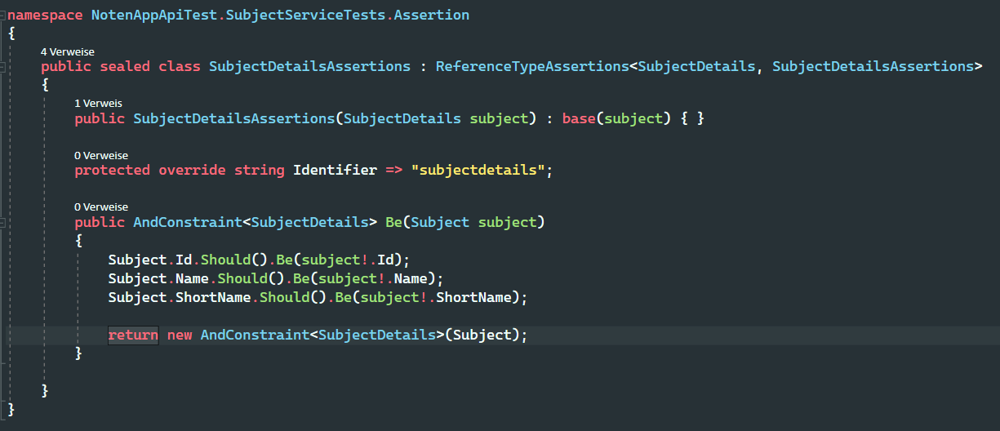 namespace NotenAppApiTest.SubjectServiceTests.Assertion
{
4 Verweise
public sealed class SubjectDetailsAssertions : ReferenceTypeAssertions<SubjectDetails, SubjectDetailsAssertions>
{
1 Verweis
public SubjectDetailsAssertions(SubjectDetails subject) : base(subject) { }
0 Verweise
protected override string Identifier => "subjectdetails";
0 Verweise
public AndConstraint<SubjectDetails> Be(Subject subject)
{
Subject.Id.Should().Be(subject!.Id);
Subject.Name.Should().Be(subject!.Name);
Subject.ShortName.Should().Be(subject!.ShortName);
return new AndConstraint<SubjectDetails>(Subject);
}
}
}